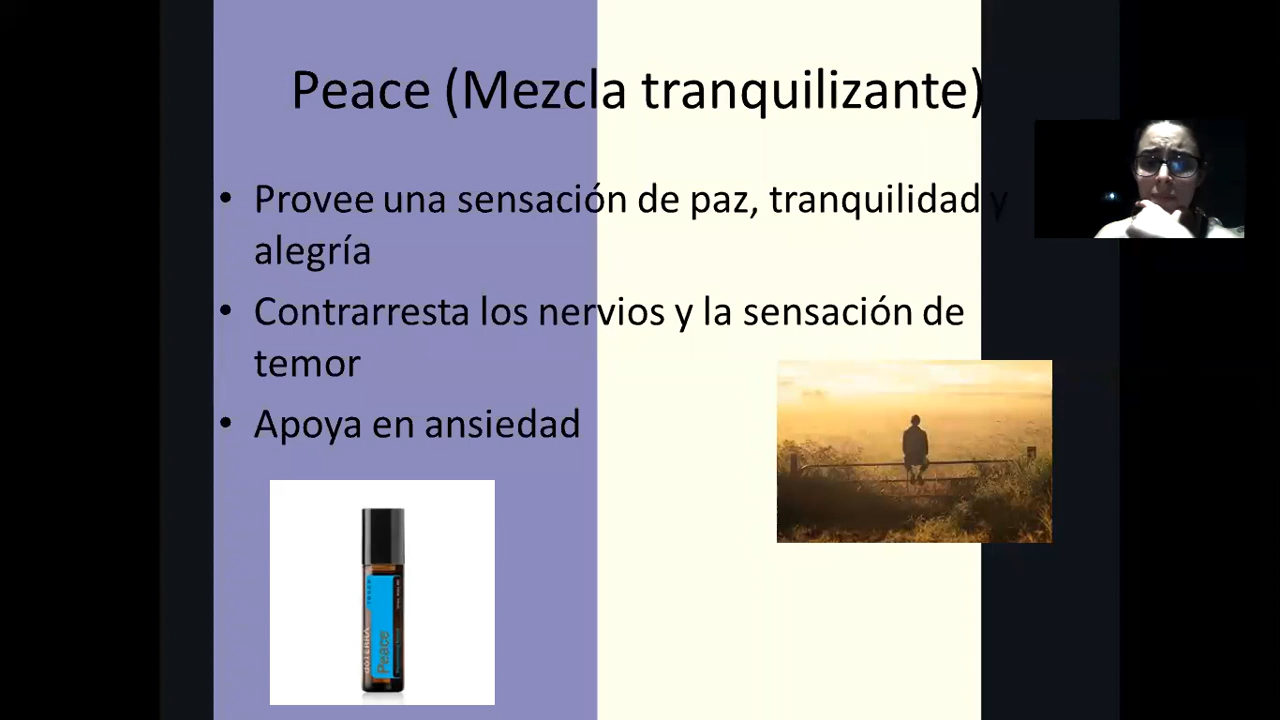 Peace (Mezcla tranquilizante)
• Provee una sensación de paz, tranquilidad y
alegría
• Contrarresta los nervios y la sensación de
temor
• Apoya en ansiedad
doTERRA
Peace